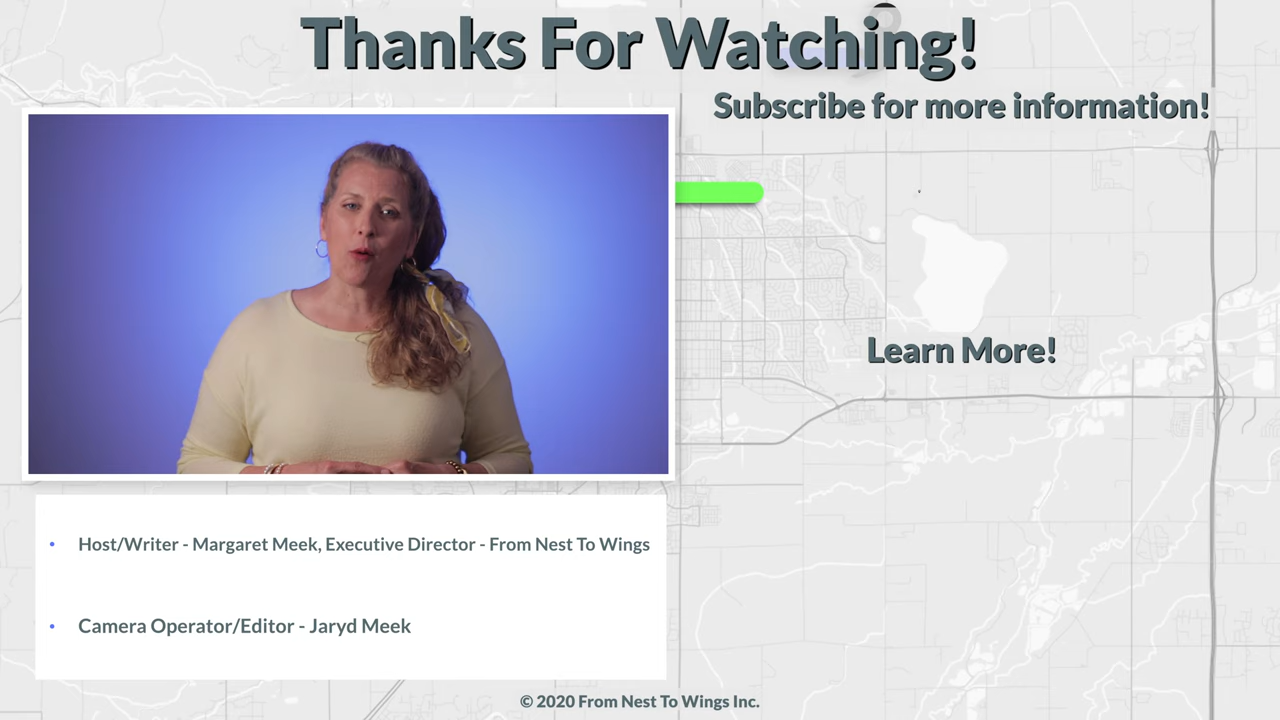 Thanks For Watching!
Subscribe for more information!
Learn More!
• Host/Writer - Margaret Meek, Executive Director - From Nest To Wings
• Camera Operator/Editor - Jaryd Meek
© 2020 From Nest To Wings Inc.